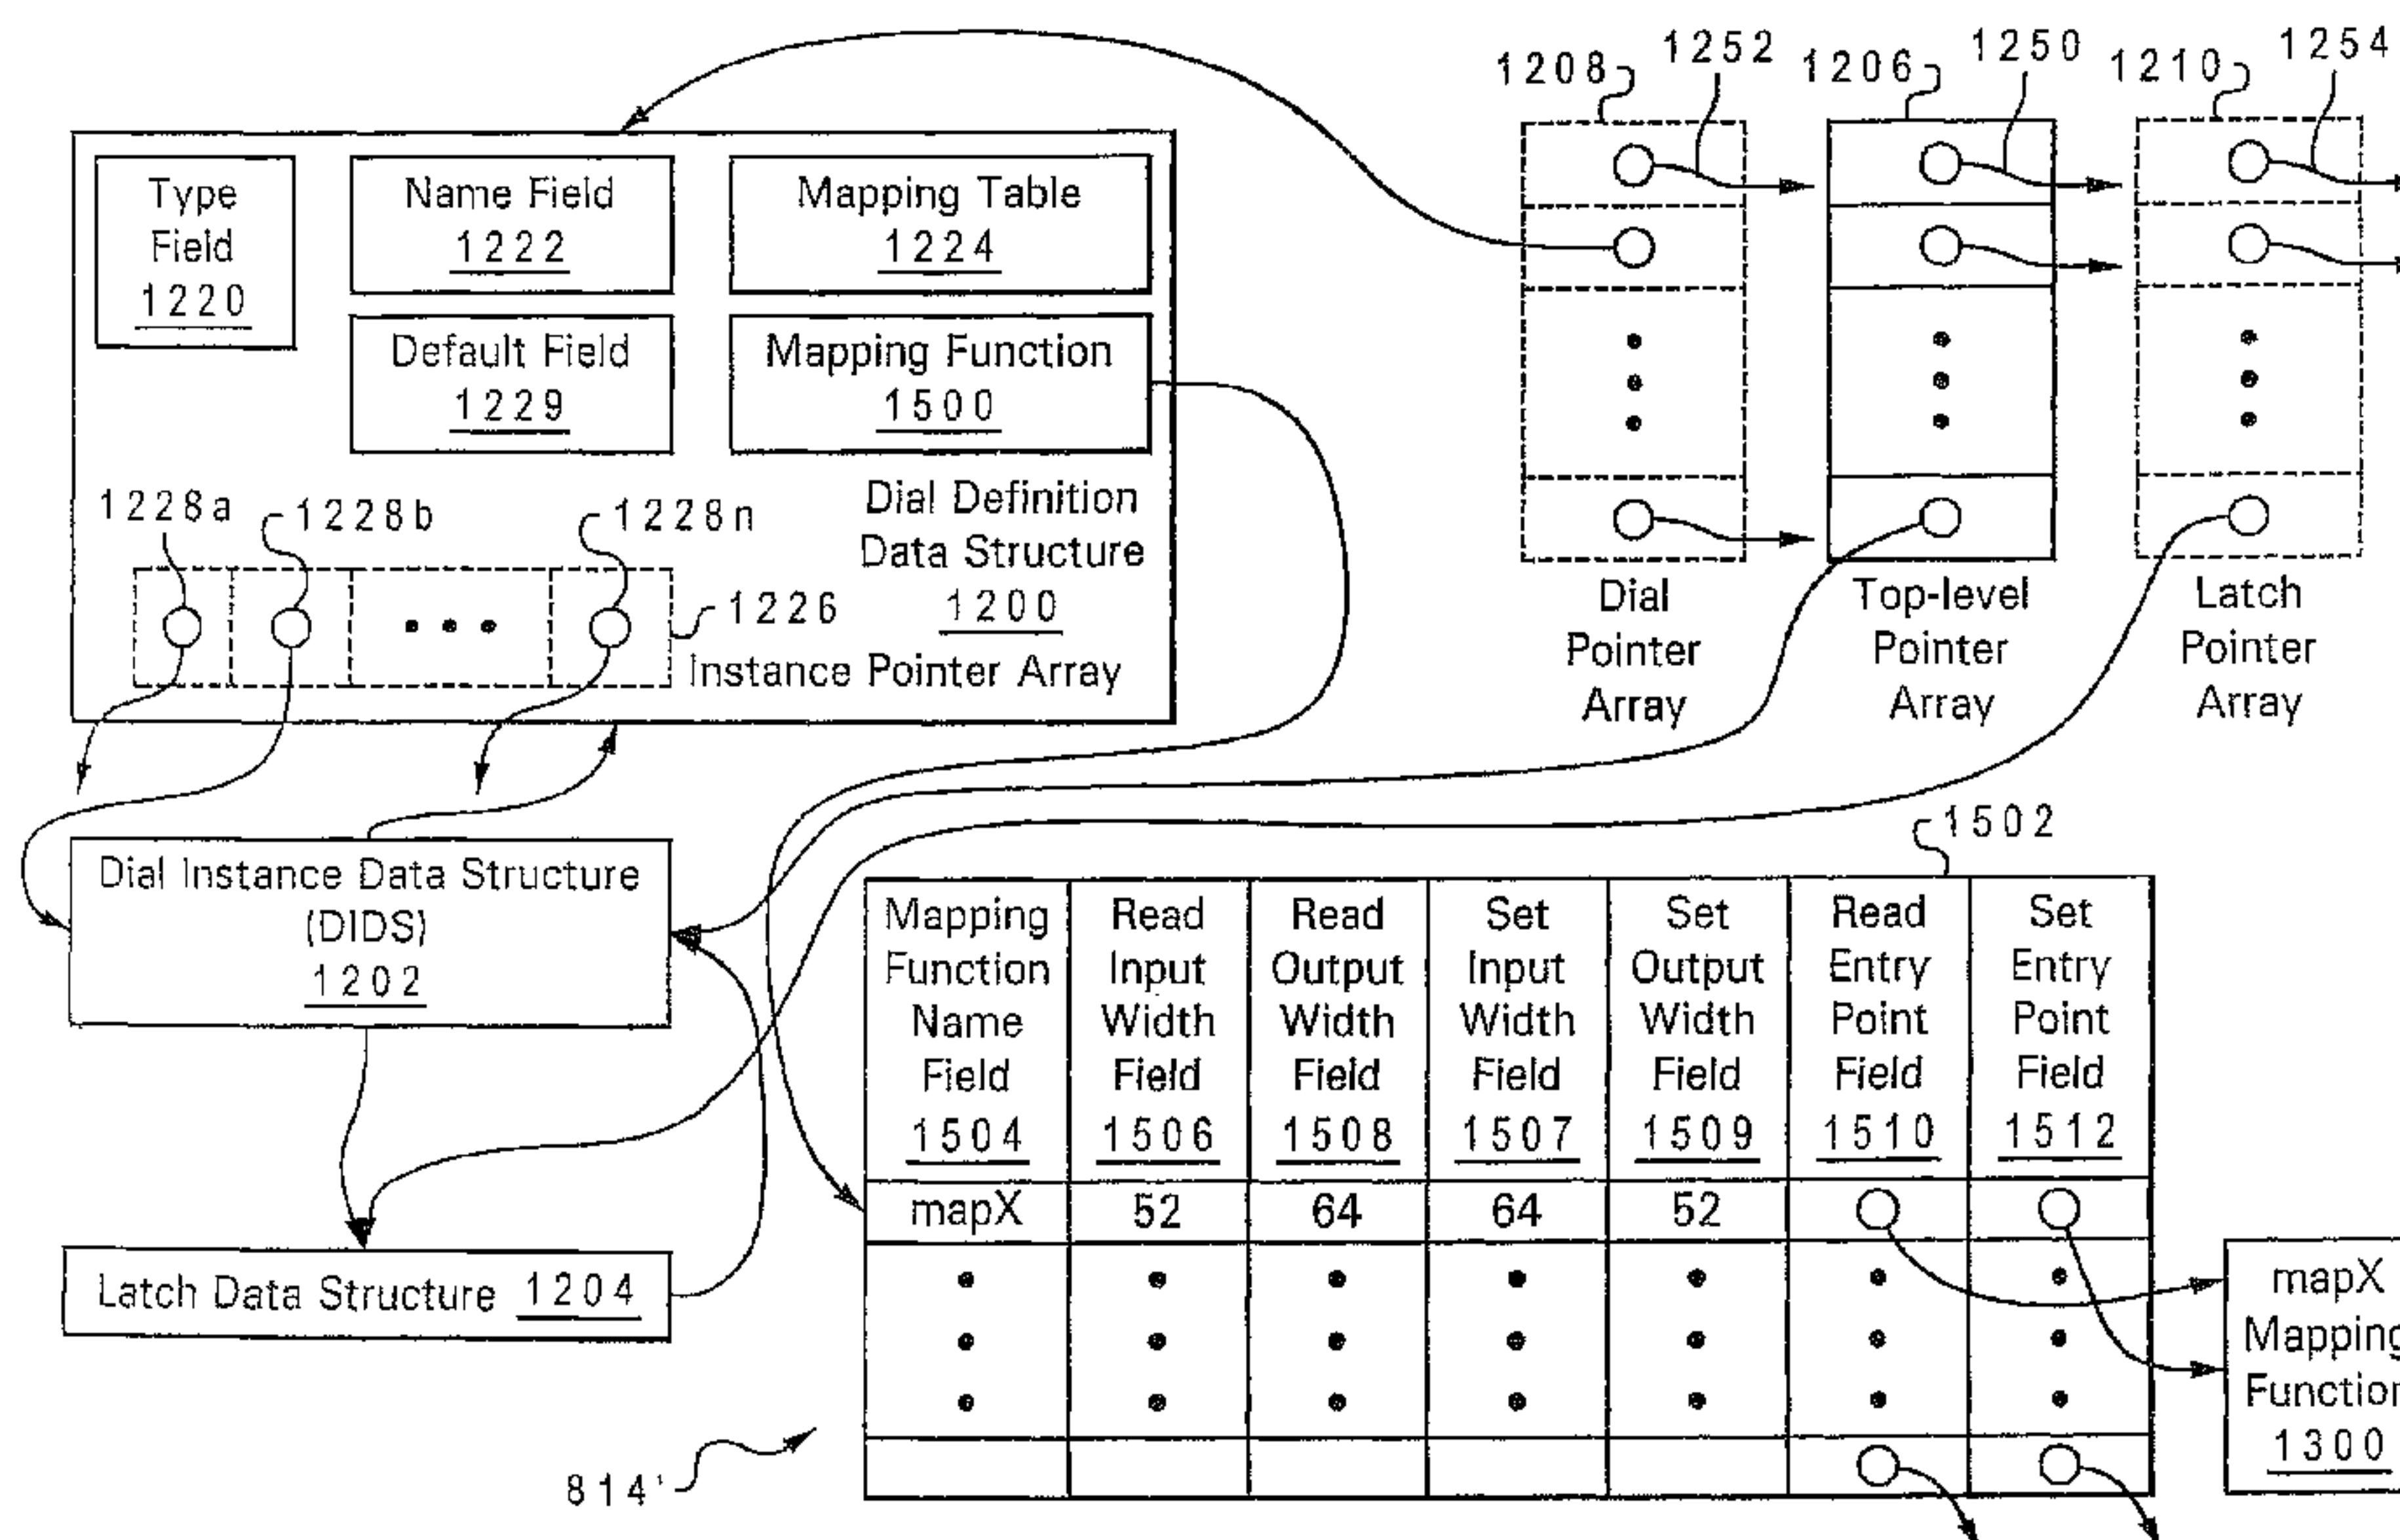 1208
1252
1206
1250
1210
1254
Type
Field
1220
Name Field
1222
Mapping Table
1224
Default Field
1229
Mapping Function
1500
1228a
1228b
1228n
Dial Definition
Data Structure
1200
1226
Instance Pointer Array
Dial
Pointer
Array
Top-level
Pointer
Array
Latch
Pointer
Array
Dial Instance Data Structure
(DIDS)
1202
Latch Data Structure 1204
1502
Mapping
Function
Name
Field
1504
Read
Input
Width
Field
1506
Read
Output
Width
Field
1508
Set
Input
Width
Field
1507
Set
Output
Width
Field
1509
Read
Entry
Point
Field
1510
Set
Entry
Point
Field
1512
mapX 52 64 64 52
mapX
Mapping
Function
1300
814'